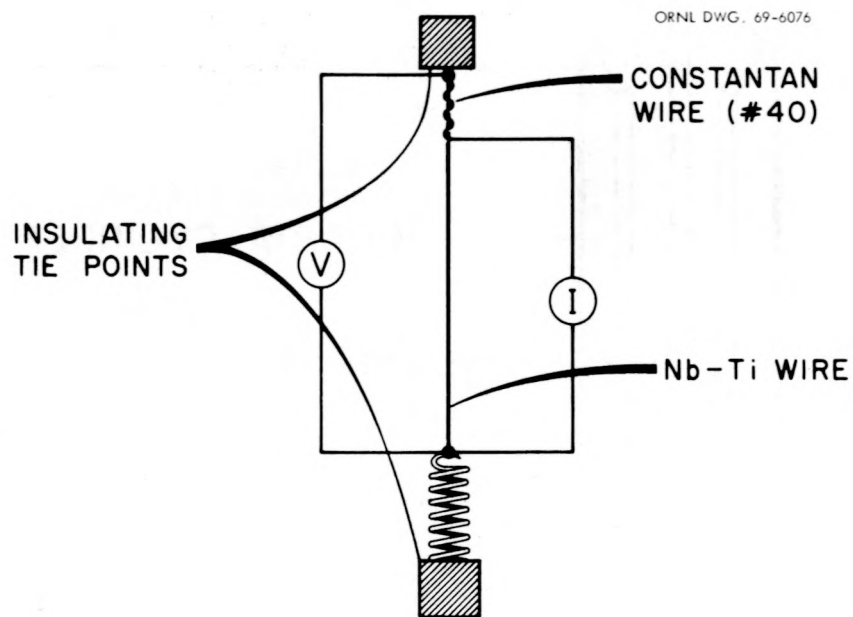 ORNL DWG. 69-6076
CONSTANTAN
WIRE (#40)
INSULATING
TIE POINTS
V
I
Nb-Ti WIRE